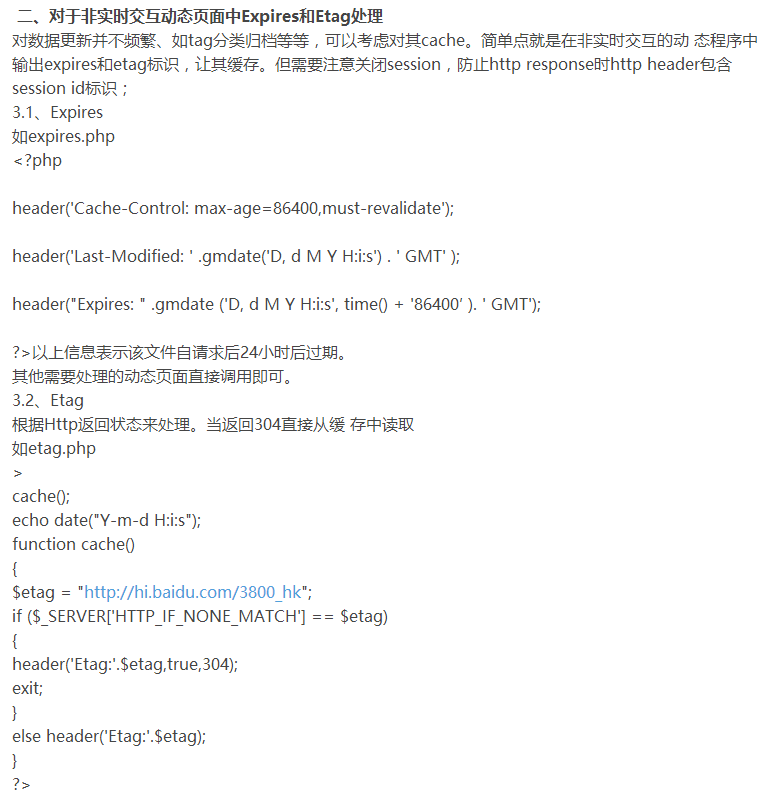 二、对于非实时交互动态页面中Expires和Etag处理
对数据更新并不频繁、如tag分类归档等等，可以考虑对其cache。简单点就是在非实时交互的动 态程序中
输出expires和etag标识，让其缓存。但需要注意关闭session，防止http response时http header包含
session id标识；
3.1、Expires
如expires.php
<?php
header('Cache-Control: max-age=86400,must-revalidate');
header('Last-Modified: ' .gmdate('D, d M Y H:i:s') . ' GMT' );
header("Expires: " .gmdate ('D, d M Y H:i:s', time() + '86400‘ ). ' GMT');
?>以上信息表示该文件自请求后24小时后过期。
其他需要处理的动态页面直接调用即可。
3.2、Etag
根据Http返回状态来处理。当返回304直接从缓 存中读取
如etag.php
>
cache();
echo date("Y-m-d H:i:s");
function cache()
{
$etag = "http://hi.baidu.com/3800_hk";
if ($_SERVER['HTTP_IF_NONE_MATCH'] == $etag)
{
header('Etag:'.$etag,true,304);
exit;
}
else header('Etag:'.$etag);
}
?>